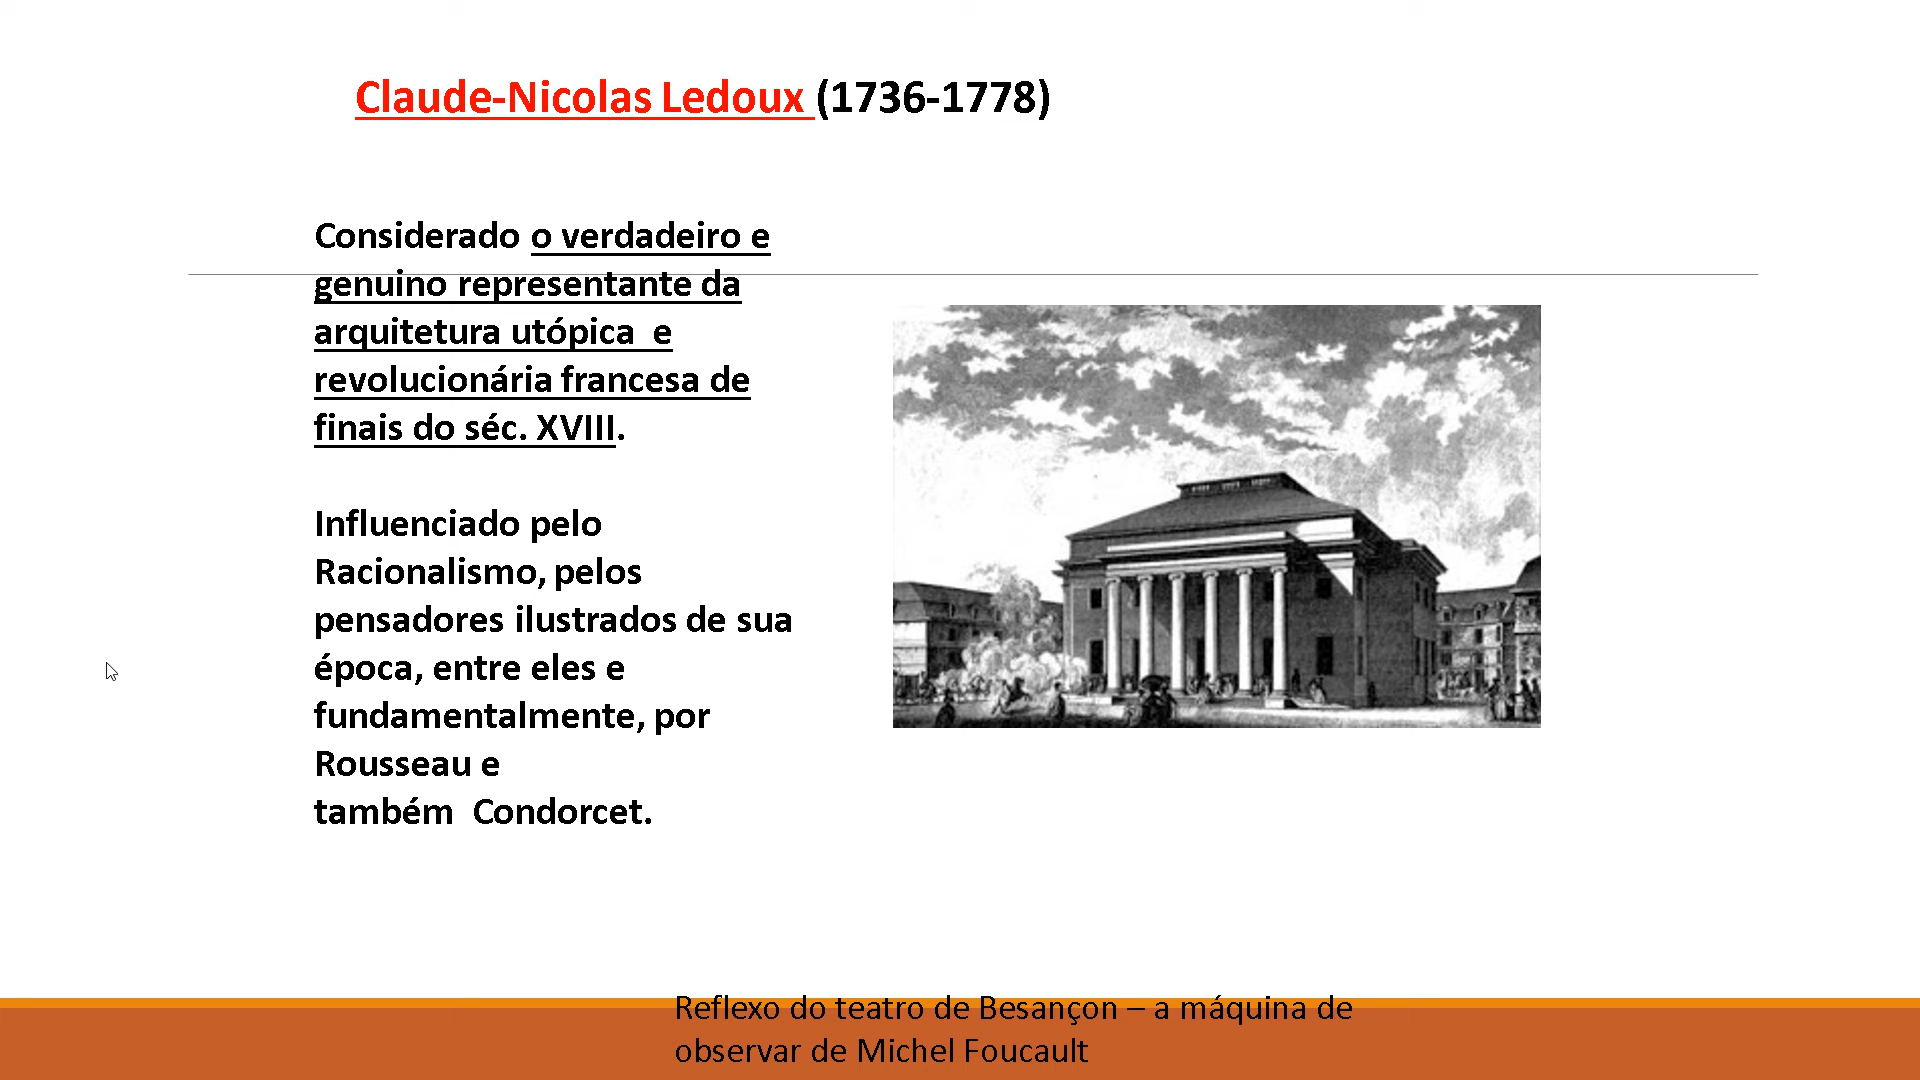 Claude-Nicolas Ledoux (1736-1778)
Considerado o verdadeiro e
genuino representante da
arquitetura utópica  e
revolucionária francesa de
finais do séc. XVIII.
Influenciado pelo
Racionalismo, pelos
pensadores ilustrados de sua
época, entre eles e
fundamentalmente, por
Rousseau e
também  Condorcet.
Reflexo do teatro de Besançon – a máquina de
observar de Michel Foucault